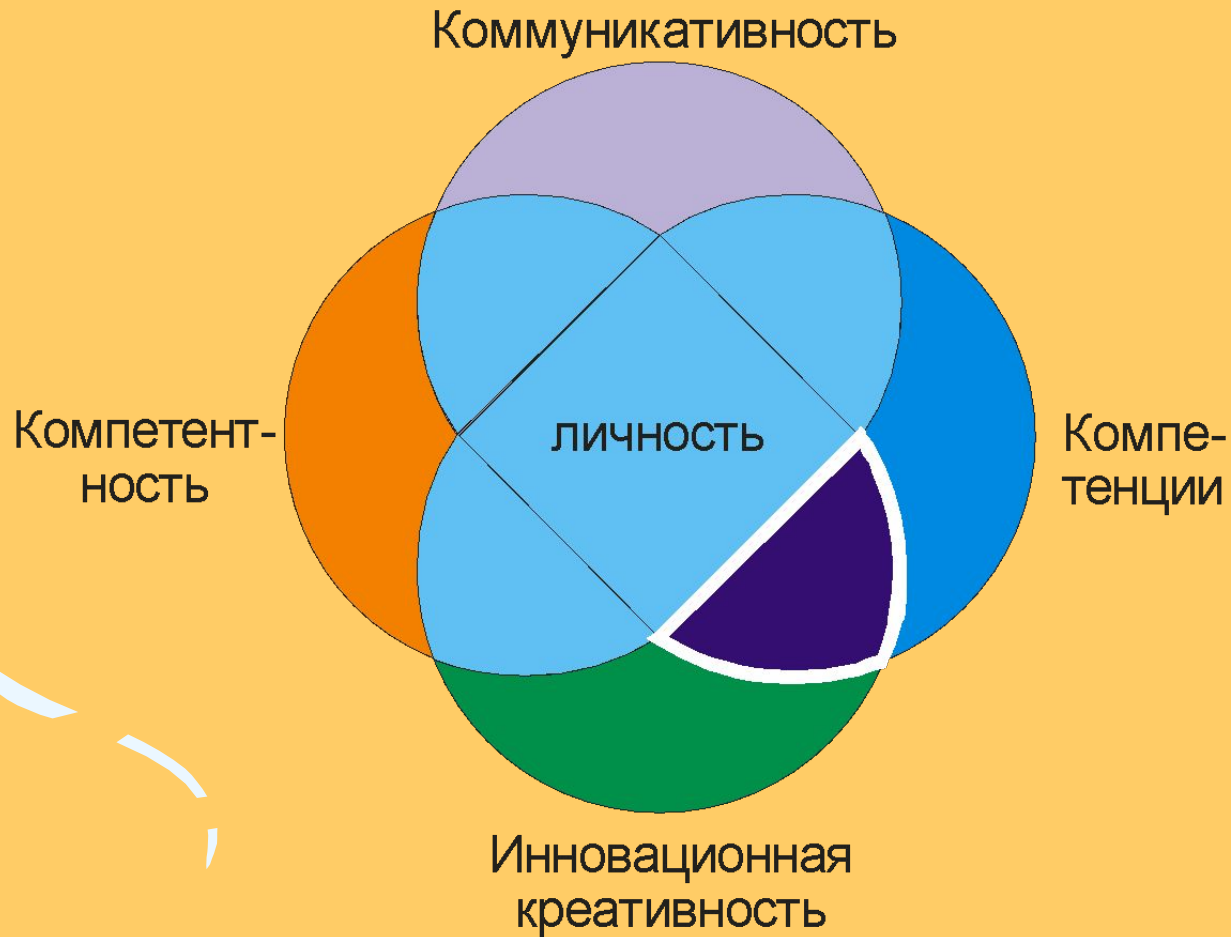 Коммуникативность
Компетент-
ность
личность
Компе-
тенции
Инновационная
креативность